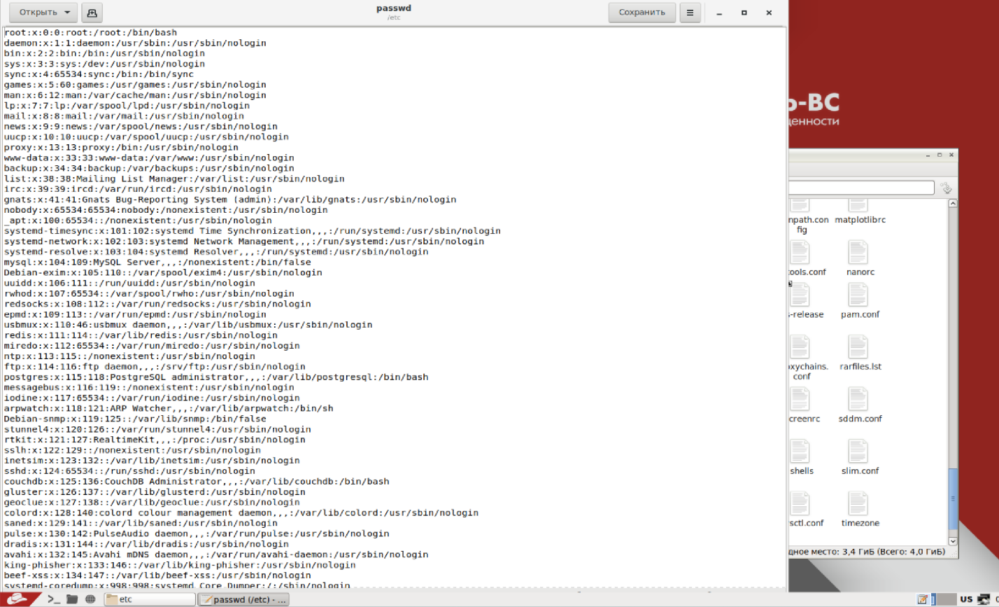 Открыть
passwd
/etc
Сохранить
root:x:0:0:root:/root:/bin/bash
daemon:x:1:1:daemon:/usr/sbin:/usr/sbin/nologin
bin:x:2:2:bin:/bin:/usr/sbin/nologin
sys:x:3:3:sys:/dev:/usr/sbin/nologin
sync:x:4:65534:sync:/bin:/bin/sync
games:x:5:60:games:/usr/games:/usr/sbin/nologin
man:x:6:12:man:/var/cache/man:/usr/sbin/nologin
lp:x:7:7:lp:/var/spool/lpd:/usr/sbin/nologin
mail:x:8:8:mail:/var/mail:/usr/sbin/nologin
news:x:9:9:news:/var/spool/news:/usr/sbin/nologin
uucp:x:10:10:uucp:/var/spool/uucp:/usr/sbin/nologin
proxy:x:13:13:proxy:/bin:/usr/sbin/nologin
www-data:x:33:33:www-data:/var/www:/usr/sbin/nologin
backup:x:34:34:backup:/var/backups:/usr/sbin/nologin
list:x:38:38:Mailing List Manager:/var/list:/usr/sbin/nologin
irc:x:39:39:ircd:/var/run/ircd:/usr/sbin/nologin
gnats:x:41:41:Gnats Bug-Reporting System (admin):/var/lib/gnats:/usr/sbin/nologin
nobody:x:65534:65534:nobody:/nonexistent:/usr/sbin/nologin
_apt:x:100:65534::/nonexistent:/usr/sbin/nologin
systemd-timesync:x:101:102:systemd Time Synchronization,,,:/run/systemd:/usr/sbin/nologin
systemd-network:x:102:103:systemd Network Management,,,:/run/systemd:/usr/sbin/nologin
systemd-resolve:x:103:104:systemd Resolver,,,:/run/systemd:/usr/sbin/nologin
mysql:x:104:109:MySQL Server,,,:/nonexistent:/bin/false
Debian-exim:x:105:110::/var/spool/exim4:/usr/sbin/nologin
uuidd:x:106:111::/run/uuidd:/usr/sbin/nologin
rwhod:x:107:65534::/var/spool/rwho:/usr/sbin/nologin
redsocks:x:108:112::/var/run/redsocks:/usr/sbin/nologin
epmd:x:109:113::/var/run/epmd:/usr/sbin/nologin
usbmux:x:110:46:usbmux daemon,,,:/var/lib/usbmux:/usr/sbin/nologin
redis:x:111:114::/var/lib/redis:/usr/sbin/nologin
miredo:x:112:65534::/var/run/miredo:/usr/sbin/nologin
ntp:x:113:115::/nonexistent:/usr/sbin/nologin
ftp:x:114:116:ftp daemon,,,:/srv/ftp:/usr/sbin/nologin
postgres:x:115:118:PostgreSQL administrator,,,:/var/lib/postgresql:/bin/bash
messagebus:x:116:119::/nonexistent:/usr/sbin/nologin
iodine:x:117:65534::/var/run/iodine:/usr/sbin/nologin
arpwatch:x:118:121:ARP Watcher,,,:/var/lib/arpwatch:/bin/sh
Debian-snmp:x:119:125::/var/lib/snmp:/bin/false
stunnel4:x:120:126::/var/run/stunnel4:/usr/sbin/nologin
rtkit:x:121:127:RealtimeKit,,,:/proc:/usr/sbin/nologin
sslh:x:122:129::/nonexistent:/usr/sbin/nologin
inetsim:x:123:132::/var/lib/inetsim:/usr/sbin/nologin
sshd:x:124:65534::/run/sshd:/usr/sbin/nologin
couchdb:x:125:136:CouchDB Administrator,,,:/var/lib/couchdb:/bin/bash
gluster:x:126:137::/var/lib/glusterd:/usr/sbin/nologin
geoclue:x:127:138::/var/lib/geoclue:/usr/sbin/nologin
colord:x:128:140:colord colour management daemon,,,:/var/lib/colord:/usr/sbin/nologin
saned:x:129:141::/var/lib/saned:/usr/sbin/nologin
pulse:x:130:142:PulseAudio daemon,,,:/var/run/pulse:/usr/sbin/nologin
dradis:x:131:144::/var/lib/dradis:/usr/sbin/nologin
avahi:x:132:145:Avahi mDNS daemon,,,:/var/run/avahi-daemon:/usr/sbin/nologin
king-phisher:x:133:146::/var/lib/king-phisher:/usr/sbin/nologin
beef-xss:x:134:147::/var/lib/beef-xss:/usr/sbin/nologin
systemd-coredump:x:998:998:systemd Core Dumper:/:/sbin/nologin
-ВС
енности
npath.con
fig
matplotlibrc
ools.conf
nanorc
-release
pam.conf
xychains.
conf
rarfiles.lst
creenrc
sddm.conf
shells
slim.conf
sctl.conf
timezone
дное место: 3,4 ГиБ (Всего: 4,0 ГиБ)
etc
passwd (/etc) - ...
US